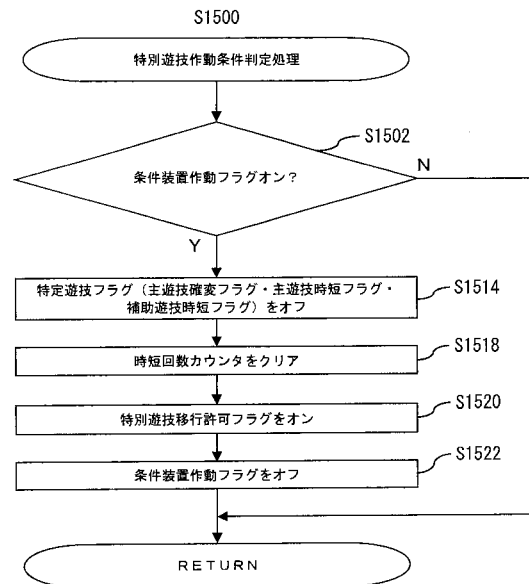 S1500
特別遊技作動条件判定処理
S1502
条件装置作動フラグオン？
N
Y
特定遊技フラグ（主遊技確変フラグ・主遊技時短フラグ・
補助遊技時短フラグ）をオフ
S1514
時短回数カウンタをクリア
S1518
特別遊技移行許可フラグをオン
S1520
条件装置作動フラグをオフ
S1522
RETURN